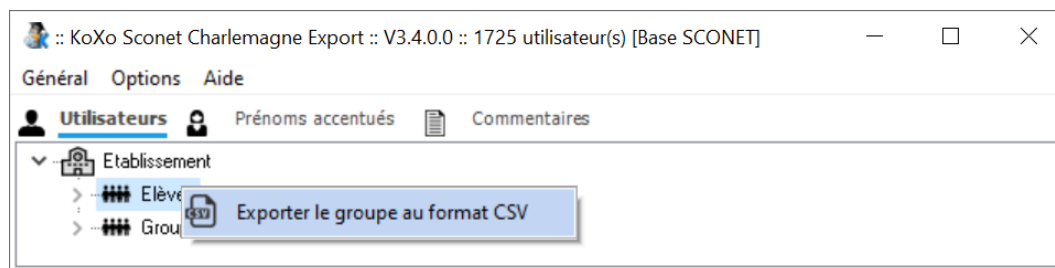 :: KoXo Sconet Charlemagne Export :: V3.4.0.0 :: 1725 utilisateur(s) [Base SCONET]
Général Options Aide
Utilisateurs Prénoms accentués Commentaires
Etablissement
Elève
CSV Exporter le groupe au format CSV
Grou